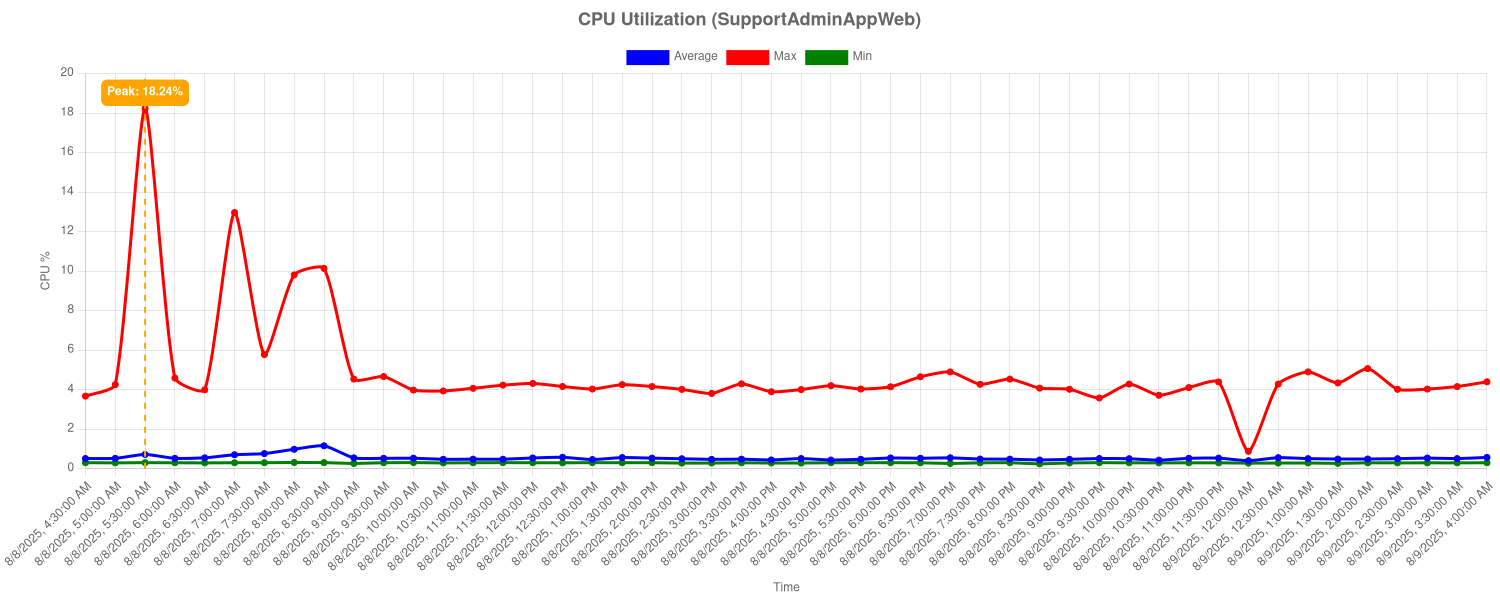 CPU Utilization (SupportAdminAppWeb)
Average Max Min
Peak: 18.24%
CPU %
20
18
16
14
12
10
8
6
4
2
0
8/8/2025, 4:30:00 AM
8/8/2025, 5:00:00 AM
8/8/2025, 5:30:00 AM
8/8/2025, 6:00:00 AM
8/8/2025, 6:30:00 AM
8/8/2025, 7:00:00 AM
8/8/2025, 7:30:00 AM
8/8/2025, 8:00:00 AM
8/8/2025, 8:30:00 AM
8/8/2025, 9:00:00 AM
8/8/2025, 9:30:00 AM
8/8/2025, 10:00:00 AM
8/8/2025, 10:30:00 AM
8/8/2025, 11:00:00 AM
8/8/2025, 11:30:00 AM
8/8/2025, 12:00:00 PM
8/8/2025, 12:30:00 PM
8/8/2025, 1:00:00 PM
8/8/2025, 1:30:00 PM
8/8/2025, 2:00:00 PM
8/8/2025, 2:30:00 PM
8/8/2025, 3:00:00 PM
8/8/2025, 3:30:00 PM
8/8/2025, 4:00:00 PM
8/8/2025, 4:30:00 PM
8/8/2025, 5:00:00 PM
8/8/2025, 5:30:00 PM
8/8/2025, 6:00:00 PM
8/8/2025, 6:30:00 PM
8/8/2025, 7:00:00 PM
8/8/2025, 7:30:00 PM
8/8/2025, 8:00:00 PM
8/8/2025, 8:30:00 PM
8/8/2025, 9:00:00 PM
8/8/2025, 9:30:00 PM
8/8/2025, 10:00:00 PM
8/8/2025, 10:30:00 PM
8/8/2025, 11:00:00 PM
8/8/2025, 11:30:00 PM
8/9/2025, 12:00:00 AM
8/9/2025, 12:30:00 AM
8/9/2025, 1:00:00 AM
8/9/2025, 1:30:00 AM
8/9/2025, 2:00:00 AM
8/9/2025, 2:30:00 AM
8/9/2025, 3:00:00 AM
8/9/2025, 3:30:00 AM
8/9/2025, 4:00:00 AM
Time